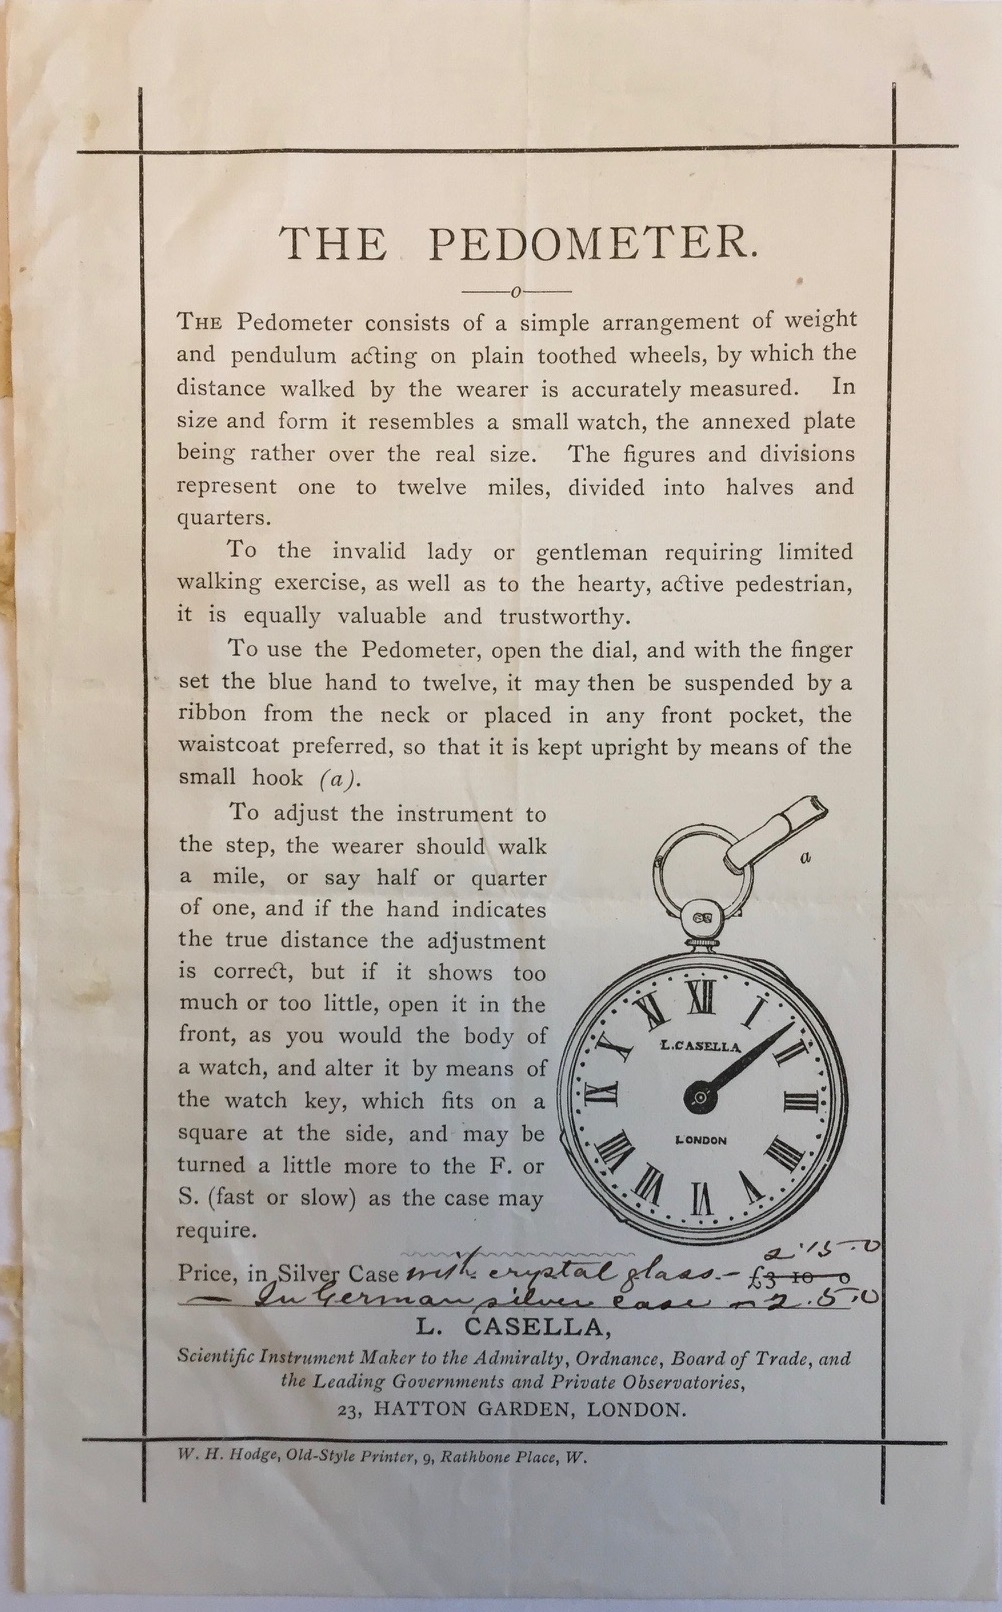 THE PEDOMETER.
o
THE Pedometer consists of a simple arrangement of weight
and pendulum acting on plain toothed wheels, by which the
distance walked by the wearer is accurately measured. In
size and form it resembles a small watch, the annexed plate
being rather over the real size. The figures and divisions
represent one to twelve miles, divided into halves and
quarters.
To the invalid lady or gentleman requiring limited
walking exercise, as well as to the hearty, active pedestrian,
it is equally valuable and trustworthy.
To use the Pedometer, open the dial, and with the finger
set the blue hand to twelve, it may then be suspended by a
ribbon from the neck or placed in any front pocket, the
waistcoat preferred, so that it is kept upright by means of the
small hook (a).
To adjust the instrument to
the step, the wearer should walk
a mile, or say half or quarter
of one, and if the hand indicates
the true distance the adjustment
is correct, but if it shows too
much or too little, open it in the
front, as you would the body of
a watch, and alter it by means of
the watch key, which fits on a
square at the side, and may be
turned a little more to the F. or
S. (fast or slow) as the case may
require.
a
XII
I
II
III
IIII
V
VI
VII
VIII
IX
X
XI
L. CASELLA
LONDON
2.15.0
Price, in Silver Case with crystal glass - £3 10 0
— In German silver case - 2.5.0
L. CASELLA,
Scientific Instrument Maker to the Admiralty, Ordnance, Board of Trade, and
the Leading Governments and Private Observatories,
23, HATTON GARDEN, LONDON.
W. H. Hodge, Old-Style Printer, 9, Rathbone Place, W.